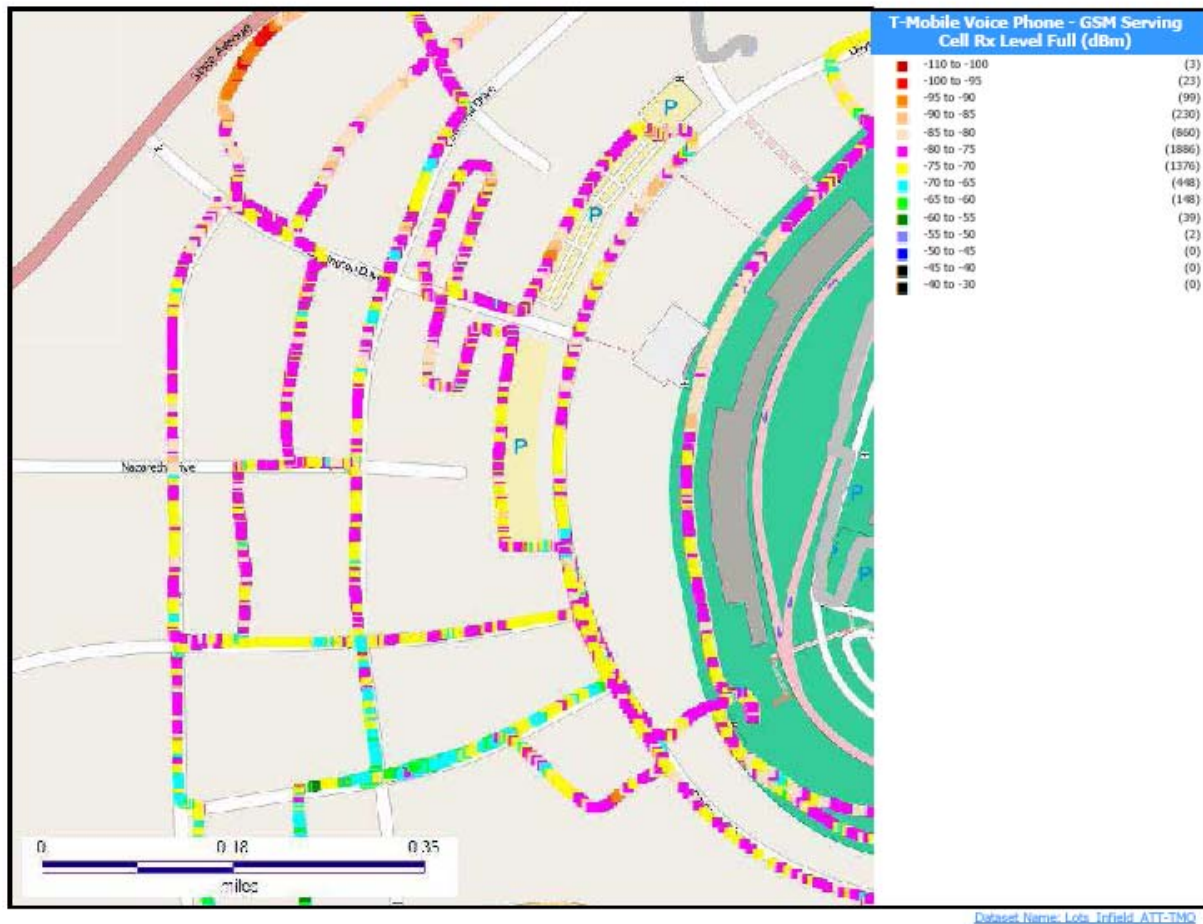 T-Mobile Voice Phone - GSM Serving
Cell Rx Level Full (dBm)
-110 to -100 (3)
-100 to -95 (23)
-95 to -90 (99)
-90 to -85 (230)
-85 to -80 (860)
-80 to -75 (1886)
-75 to -70 (1376)
-70 to -65 (448)
-65 to -60 (148)
-60 to -55 (39)
-55 to -50 (2)
-50 to -45 (0)
-45 to -40 (0)
-40 to -30 (0)
Avenue
Drive
P
P
P
P
P
Nazareth
0 0.18 0.35
miles
Dataset Name: Lots_Infield_ATT-TMO